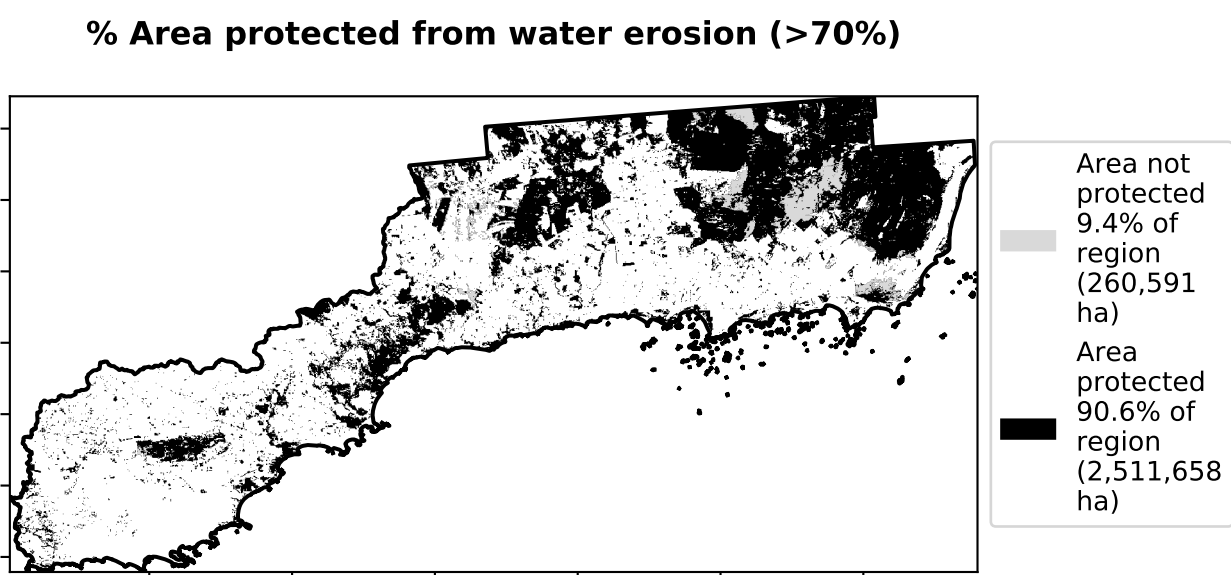 % Area protected from water erosion (>70%)
Area not
protected
9.4% of
region
(260,591
ha)
Area
protected
90.6% of
region
(2,511,658
ha)